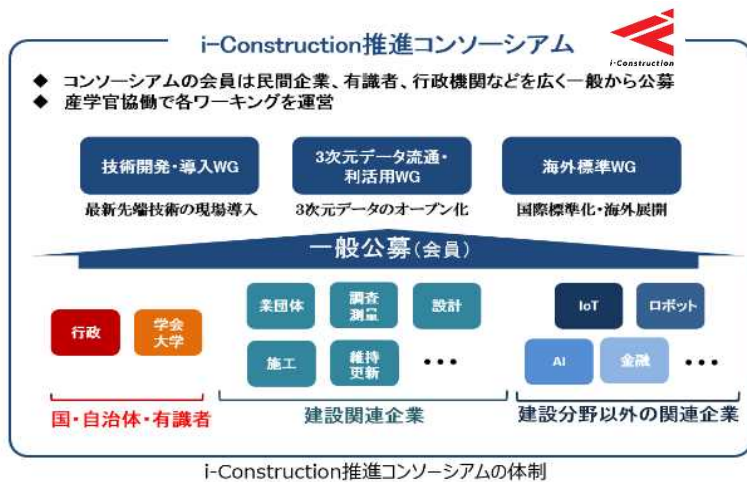 i-Construction推進コンソーシアム
i-Construction
◆ コンソーシアムの会員は民間企業、有識者、行政機関などを広く一般から公募
◆ 産学官協働で各ワーキングを運営
技術開発・導入WG
3次元データ流通・
利活用WG
海外標準WG
最新先端技術の現場導入
3次元データのオープン化
国際標準化・海外展開
一般公募(会員)
行政
学会
大学
業団体
調査
測量
設計
施工
維持
更新
・・・
IoT
ロボット
AI
金融
・・・
国・自治体・有識者
建設関連企業
建設分野以外の関連企業
i-Construction推進コンソーシアムの体制